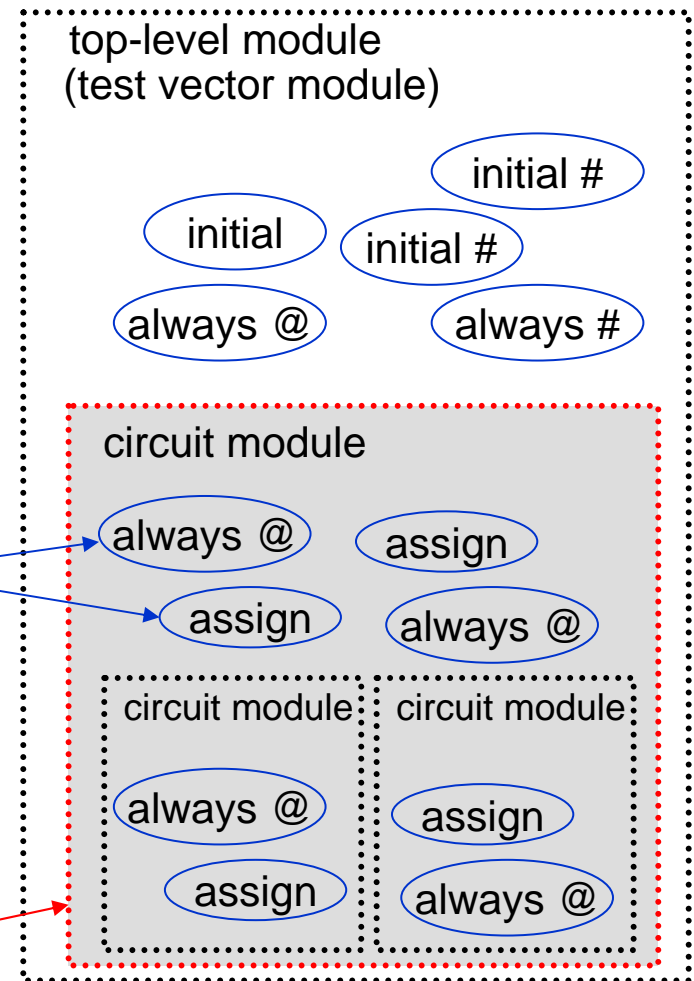 top-level module
(test vector module)
initial #
initial
initial #
always @
always #
circuit module
always @
assign
assign
always @
circuit module
circuit module
always @
assign
assign
always @